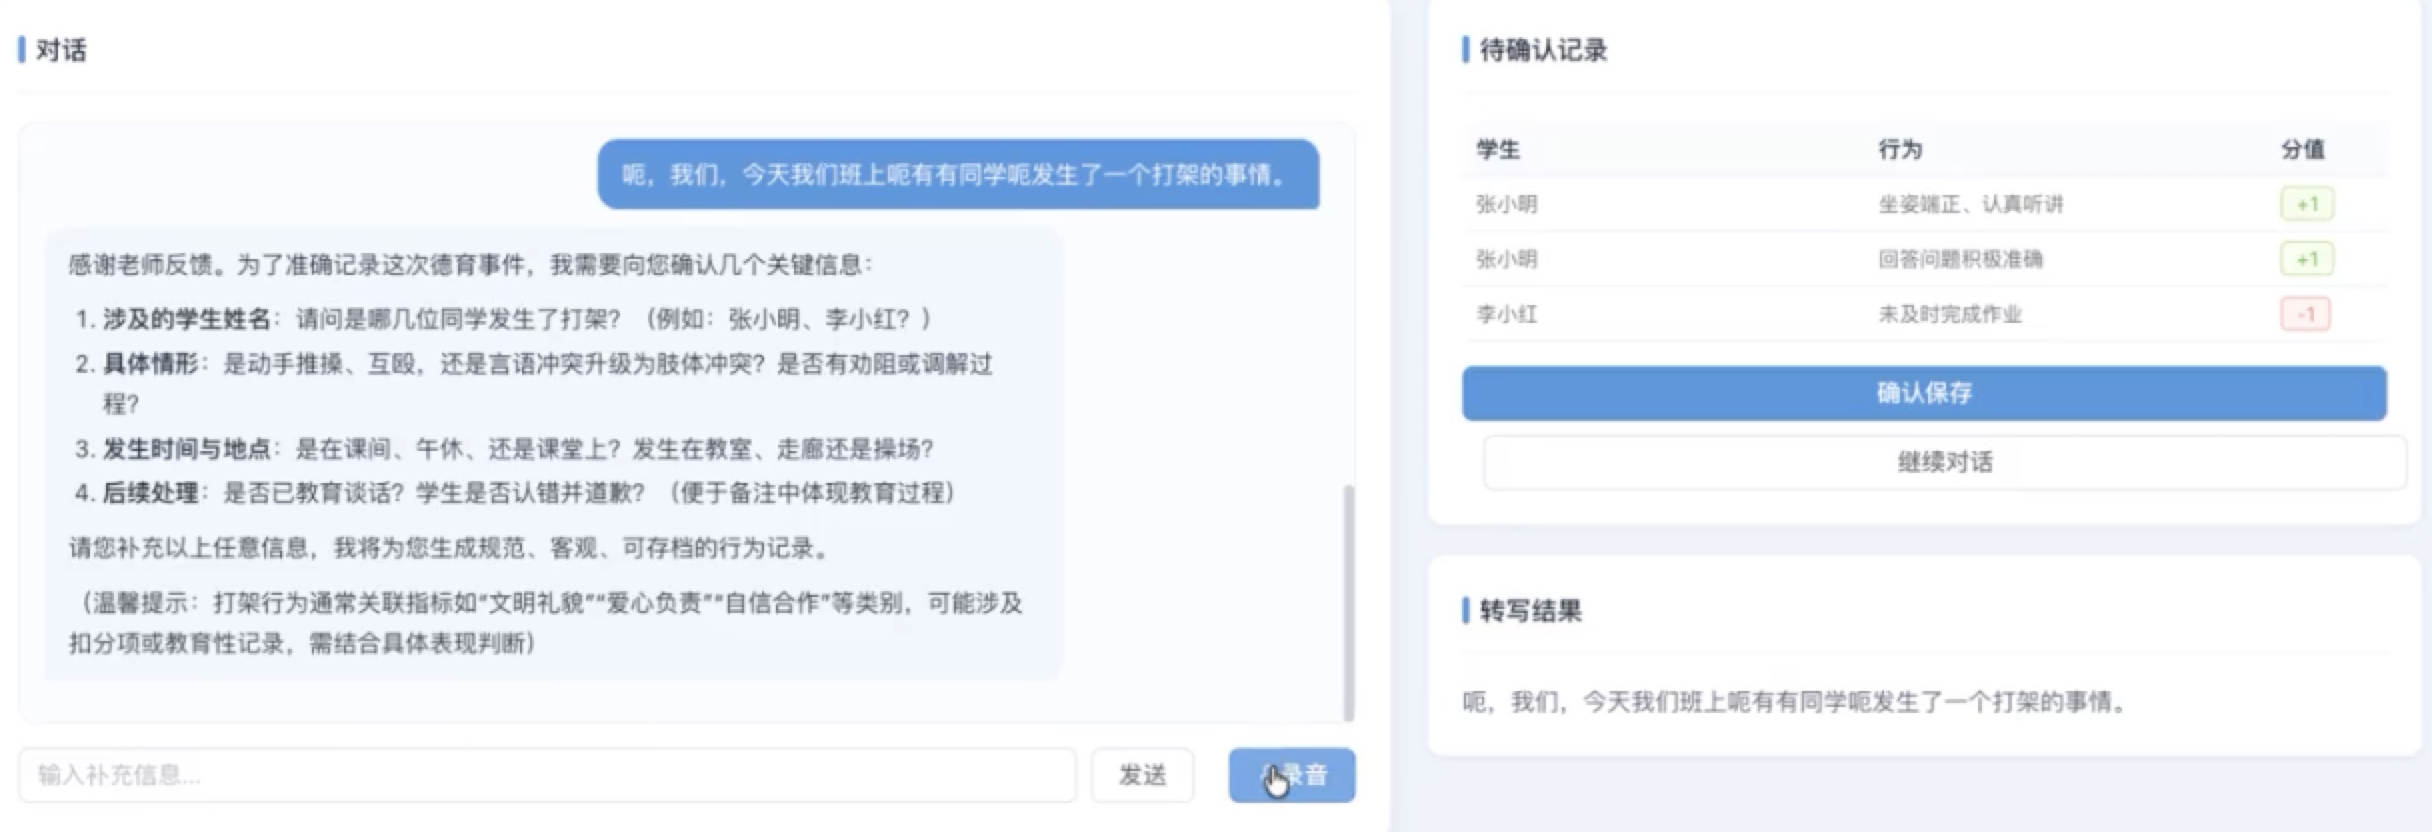 对话
呃，我们，今天我们班上呃有有同学呃发生了一个打架的事情。
感谢老师反馈。为了准确记录这次德育事件，我需要向您确认几个关键信息：
1. 涉及的学生姓名：请问是哪几位同学发生了打架？（例如：张小明、李小红？）
2. 具体情形：是动手推搡、互殴，还是言语冲突升级为肢体冲突？是否有劝阻或调解过
程？
3. 发生时间与地点：是在课间、午休、还是课堂上？发生在教室、走廊还是操场？
4. 后续处理：是否已教育谈话？学生是否认错并道歉？（便于备注中体现教育过程）
请您补充以上任意信息，我将为您生成规范、客观、可存档的行为记录。
（温馨提示：打架行为通常关联指标如“文明礼貌”“爱心负责”“自信合作”等类别，可能涉及
扣分项或教育性记录，需结合具体表现判断）
输入补充信息...
发送
录音
待确认记录
学生 行为 分值
张小明 坐姿端正、认真听讲 +1
张小明 回答问题积极准确 +1
李小红 未及时完成作业 -1
确认保存
继续对话
转写结果
呃，我们，今天我们班上呃有有同学呃发生了一个打架的事情。